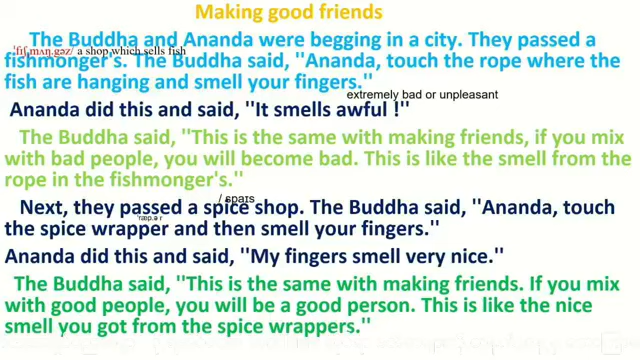 Making good friends
The Buddha and Ananda were begging in a city. They passed a
ˈfɪʃˌmʌŋ.ɡəz/ a shop which sells fish
fishmonger's. The Buddha said, ''Ananda, touch the rope where the
fish are hanging and smell your fingers.''
extremely bad or unpleasant
Ananda did this and said, ''It smells awful !''
The Buddha said, ''This is the same with making friends, if you mix
with bad people, you will become bad. This is like the smell from the
rope in the fishmonger's.''
/ spaɪs
Next, they passed a spice shop. The Buddha said, ''Ananda, touch
ˈræp.ə r
the spice wrapper and then smell your fingers.''
Ananda did this and said, ''My fingers smell very nice.''
The Buddha said, ''This is the same with making friends. If you mix
with good people, you will be a good person. This is like the nice
smell you got from the spice wrappers.''